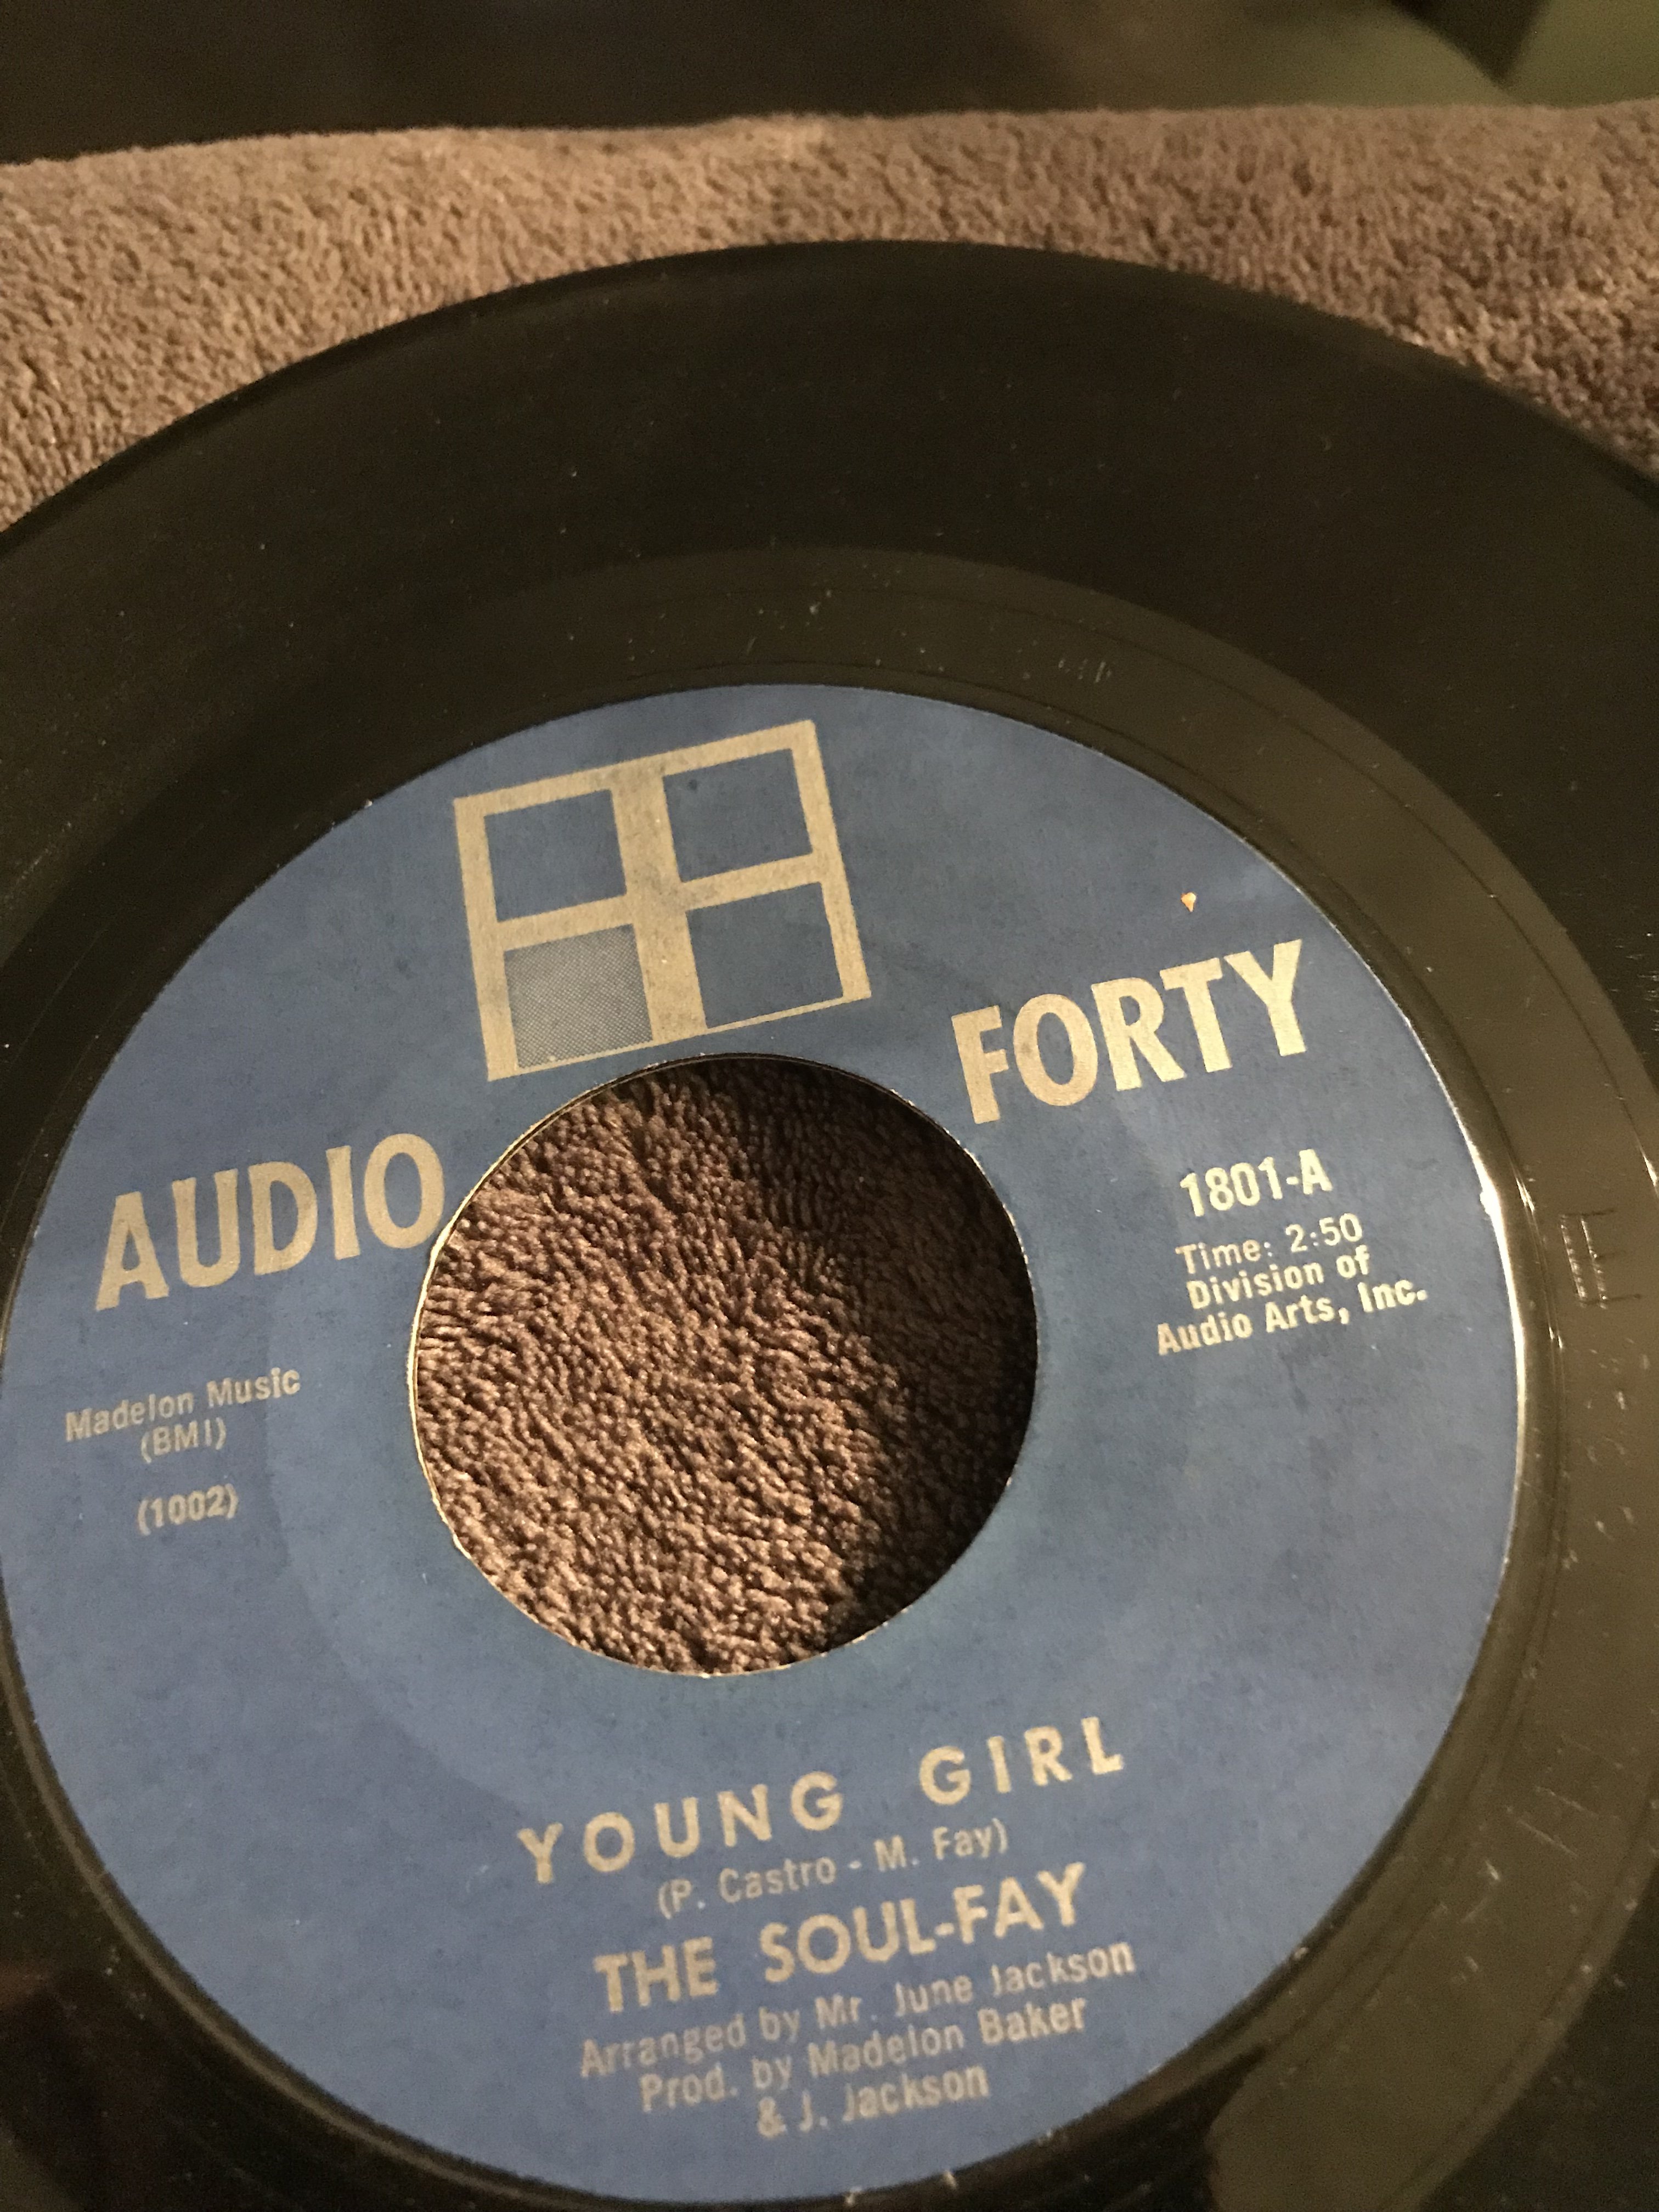 AUDIO FORTY
1801-A
Time: 2:50
Division of
Audio Arts, Inc.
Madelon Music
(BMI)
(1002)
YOUNG GIRL
(P. Castro - M. Fay)
THE SOUL-FAY
Arranged by Mr. June Jackson
Prod. by Madelon Baker
& J. Jackson